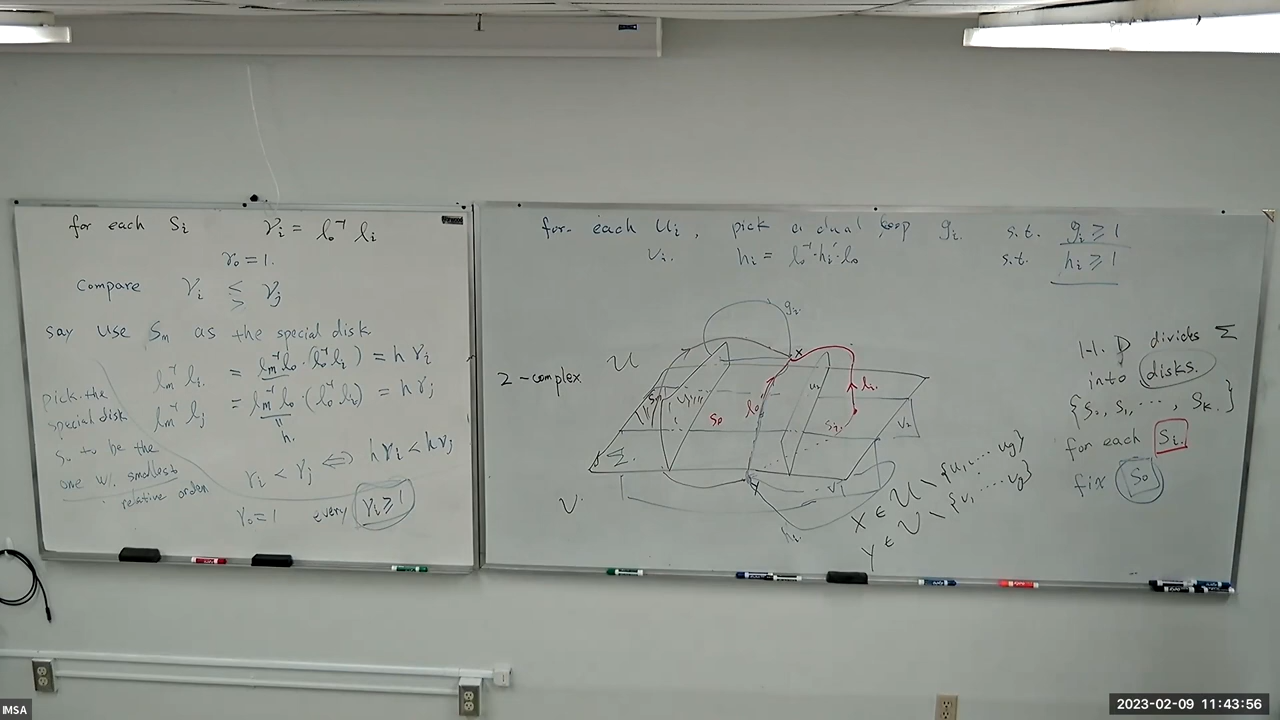 for each Si γi = l₀⁻¹ li
γ₀ = 1.
Compare γi ≤ > γj
say use Sm as the special disk
lm⁻¹ li = lm⁻¹ l₀ · (l₀⁻¹ li) = h γi
lm⁻¹ lj = lm⁻¹ l₀ · (l₀⁻¹ lj) = h γj
h.
pick the
special disk
S₀ to be the
one w/. smallest
relative order.
γi < γj ⟺ hγi < hγj
γ₀ = 1 every γi ≥ 1
for each Ui, pick a dual loop gi. s.t. gi ≥ 1
Vi. hi = l₀⁻¹·hi'·l₀ s.t. hi ≥ 1
2-complex
U
gi
X
l₀
li
S₀
Si
U₂
V₂
V₁
Σ
V
Y
hi
X ∈ U \ {u₁, ... ug}
Y ∈ V \ {v₁ ..... vg}
H.D divides Σ
into disks.
{S₀, S₁, ..., Sk.}
for each Si.
fix S₀
IMSA
2023-02-09 11:43:56